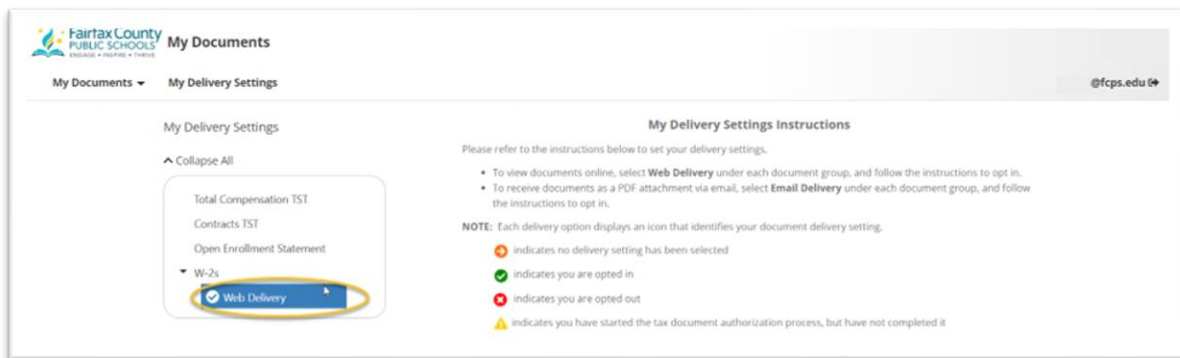 Fairfax County
PUBLIC SCHOOLS
ENGAGE • INSPIRE • THRIVE
My Documents
My Documents
My Delivery Settings
@fcps.edu
My Delivery Settings
Collapse All
Total Compensation TST
Contracts TST
Open Enrollment Statement
W-2s
Web Delivery
My Delivery Settings Instructions
Please refer to the instructions below to set your delivery settings.
• To view documents online, select Web Delivery under each document group, and follow the instructions to opt in.
• To receive documents as a PDF attachment via email, select Email Delivery under each document group, and follow
the instructions to opt in.
NOTE: Each delivery option displays an icon that identifies your document delivery setting.
indicates no delivery setting has been selected
indicates you are opted in
indicates you are opted out
indicates you have started the tax document authorization process, but have not completed it